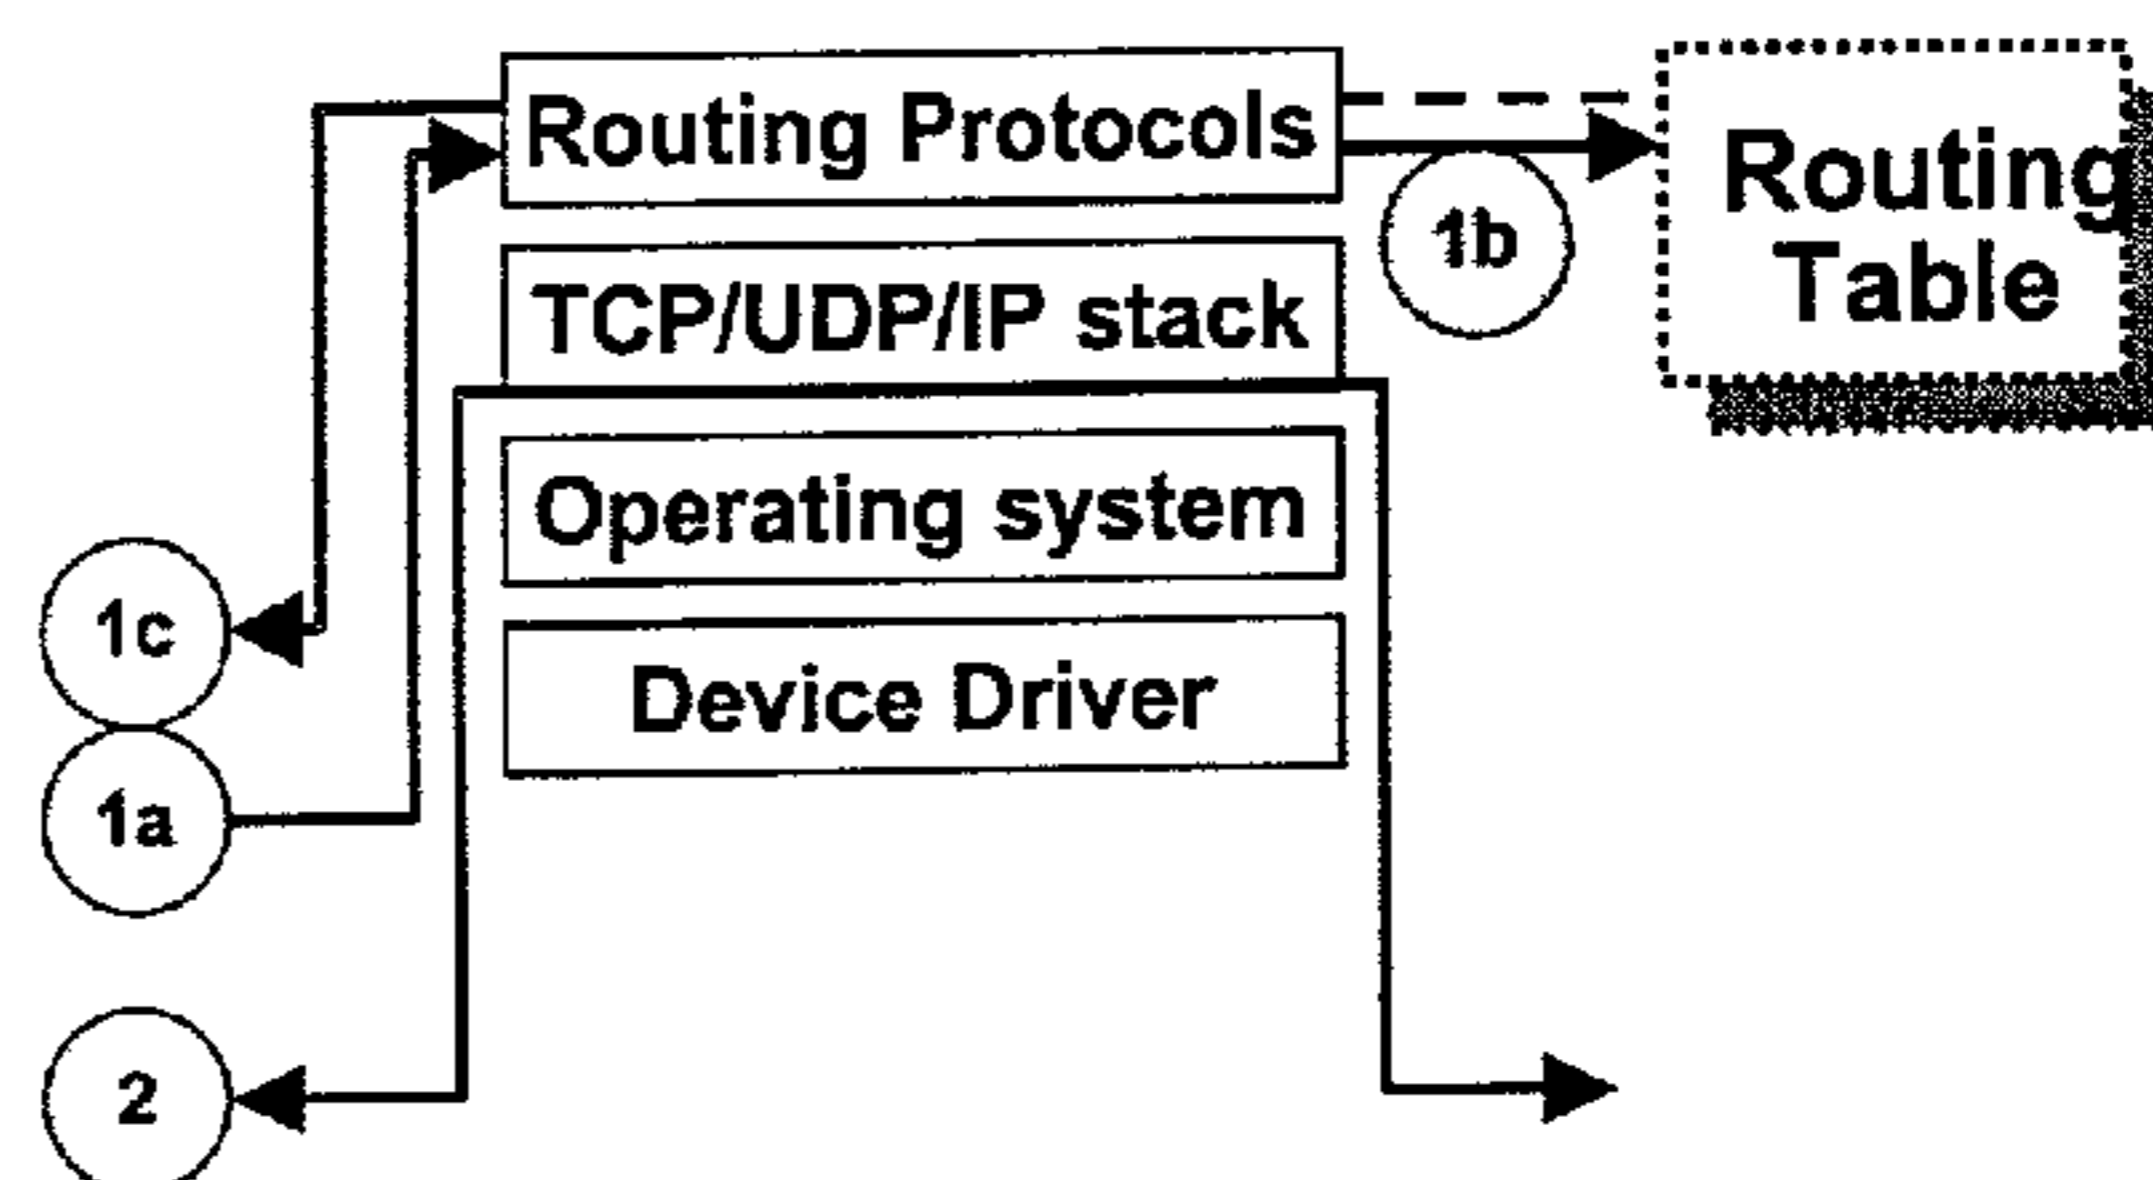 Routing Protocols
1b
Routing
Table
TCP/UDP/IP stack
Operating system
1c
Device Driver
1a
2